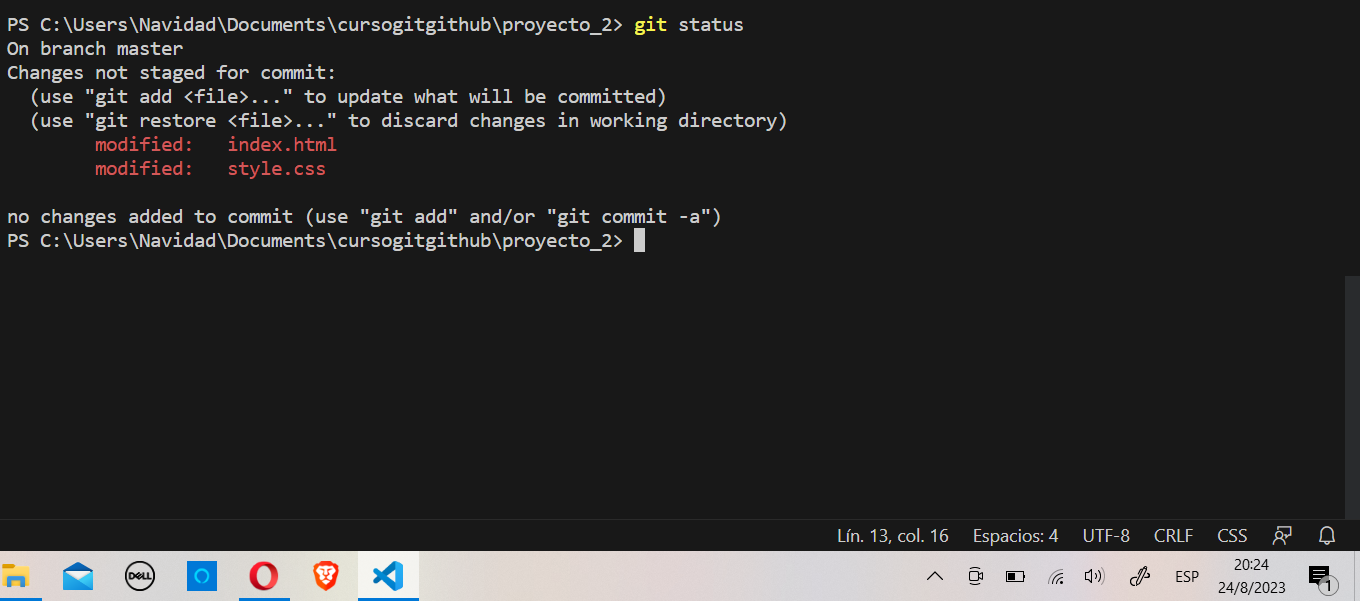 PS C:\Users\Navidad\Documents\cursogitgithub\proyecto_2> git status
On branch master
Changes not staged for commit:
  (use "git add <file>..." to update what will be committed)
  (use "git restore <file>..." to discard changes in working directory)
        modified:   index.html
        modified:   style.css

no changes added to commit (use "git add" and/or "git commit -a")
PS C:\Users\Navidad\Documents\cursogitgithub\proyecto_2>
Lín. 13, col. 16 Espacios: 4 UTF-8 CRLF CSS
DELL ESP 20:24
24/8/2023 1